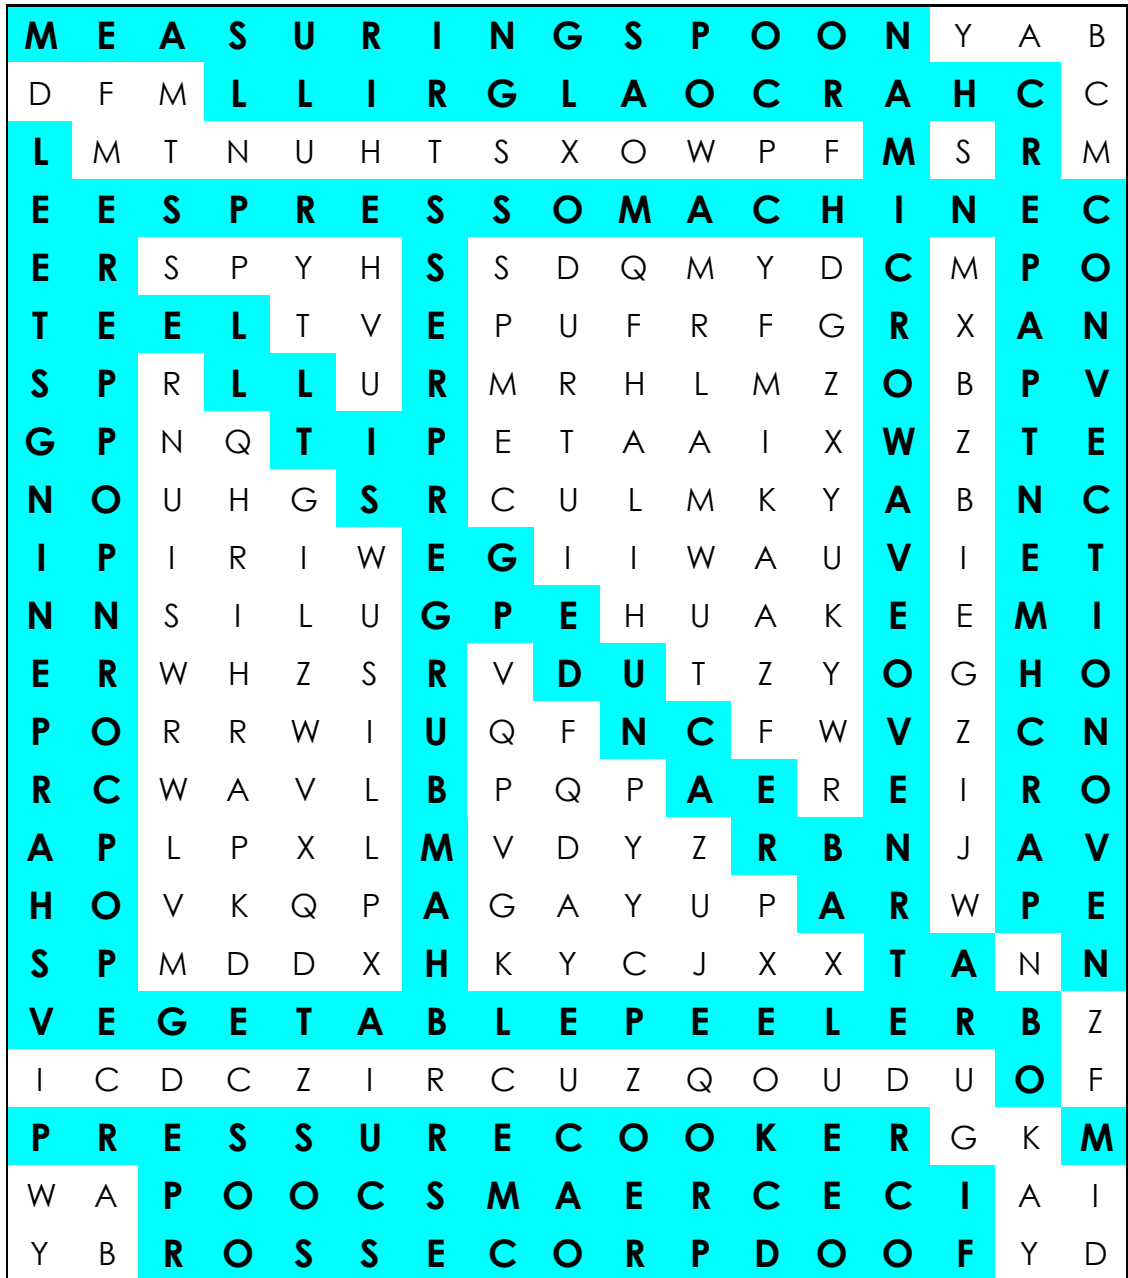 M E A S U R I N G S P O O N Y A B
D F M L L I R G L A O C R A H C C
L M T N U H T S X O W P F M S R M
E E S P R E S S O M A C H I N E C
E R S P Y H S S D Q M Y D C M P O
T E E L T V E P U F R F G R X A N
S P R L L U R M R H L M Z O B P V
G P N Q T I P E T A A I X W Z T E
N O U H G S R C U L M K Y A B N C
I P I R I W E G I I W A U V I E T
N N S I L U G P E H U A K E E M I
E R W H Z S R V D U T Z Y O G H O
P O R R W I U Q F N C F W V Z C N
R C W A V L B P Q P A E R E I R O
A P L P X L M V D Y Z R B N J A V
H O V K Q P A G A Y U P A R W P E
S P M D D X H K Y C J X X T A N N
V E G E T A B L E P E E L E R B Z
I C D C Z I R C U Z Q O U D U O F
P R E S S U R E C O O K E R G K M
W A P O O C S M A E R C E C I A I
Y B R O S S E C O R P D O O F Y D